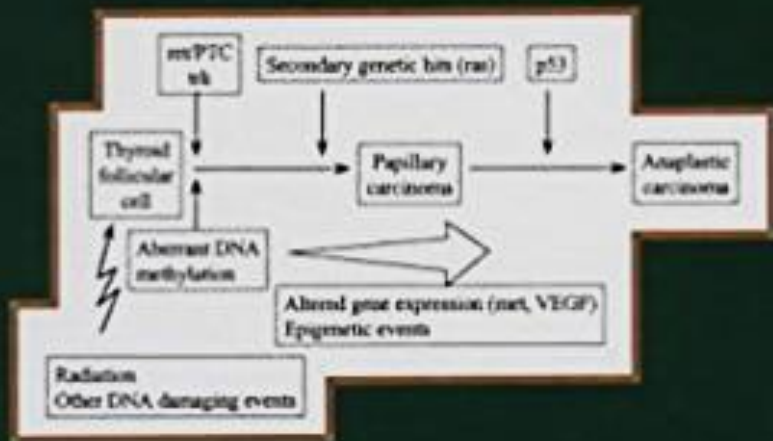 ret/PTC
trk
Secondary genetic hits (ras)
p53
Thyroid
follicular
cell
Papillary
carcinoma
Anaplastic
carcinoma
Aberrant DNA
methylation
Altered gene expression (met, VEGF)
Epigenetic events
Radiation
Other DNA damaging events